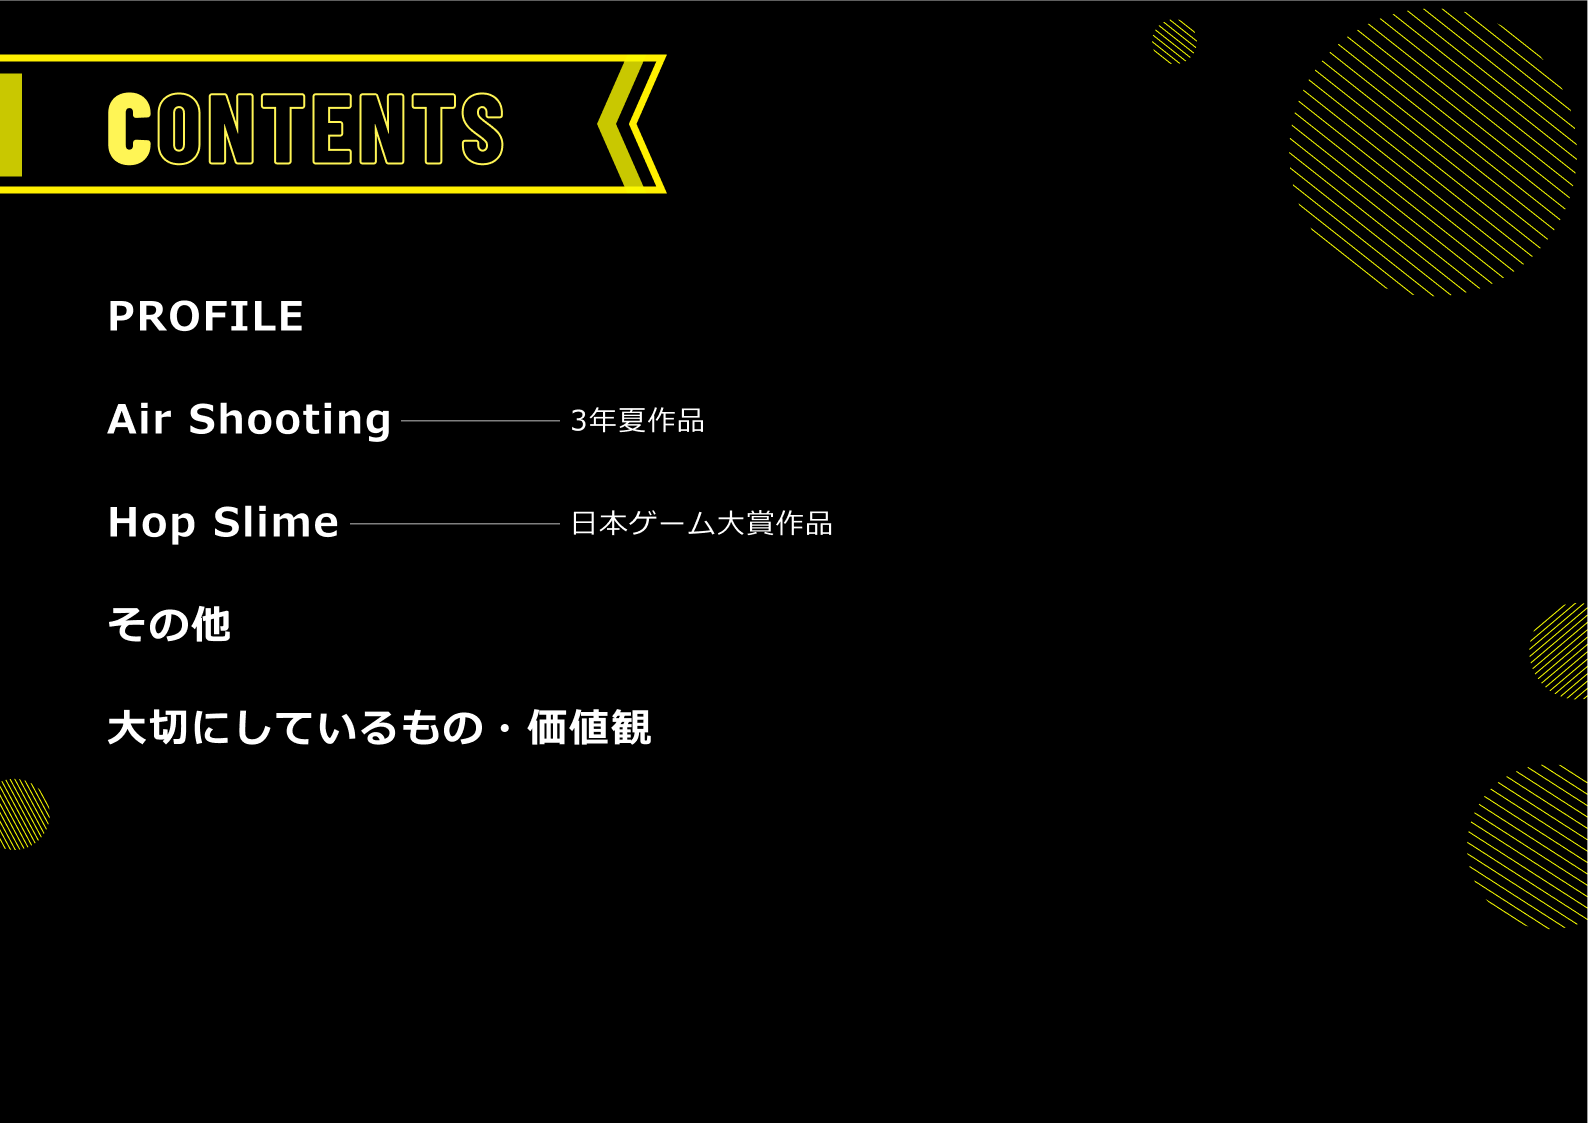 CONTENTS
PROFILE
Air Shooting 3年夏作品
Hop Slime 日本ゲーム大賞作品
その他
大切にしているもの・価値観